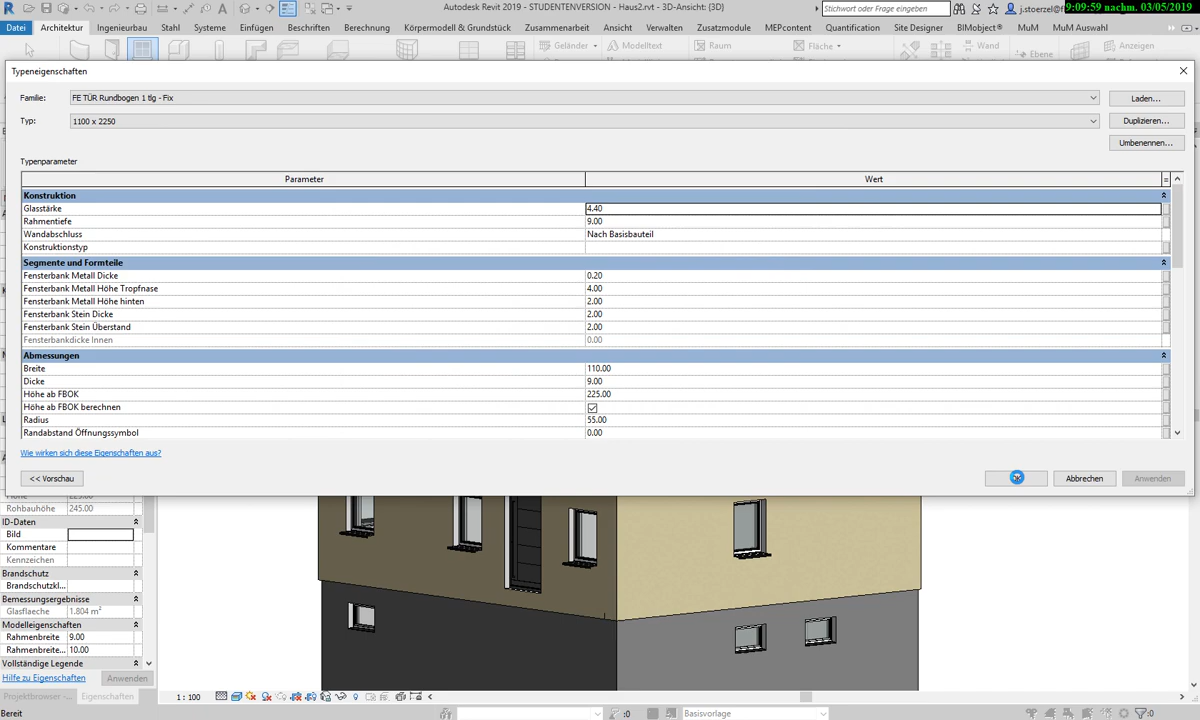 Autodesk Revit 2019 - STUDENTENVERSION - Haus2.rvt - 3D-Ansicht: {3D}
Stichwort oder Frage eingeben
j.stoerzel@f
9:09:59 nachm. 03/05/2019
Datei Architektur Ingenieurbau Stahl Systeme Einfügen Beschriften Berechnung Körpermodell & Grundstück Zusammenarbeit Ansicht Verwalten Zusatzmodule MEPcontent Quantification Site Designer BIMobject® MuM MuM Auswahl
Geländer Modelltext Raum Fläche Wand Ebene Anzeigen
Typeneigenschaften
Familie: FE TÜR Rundbogen 1 tlg - Fix Laden...
Typ: 1100 x 2250 Duplizieren...
Umbenennen...
Typenparameter
Parameter Wert =
Konstruktion
Glasstärke 4.40
Rahmentiefe 9.00
Wandabschluss Nach Basisbauteil
Konstruktionstyp
Segmente und Formteile
Fensterbank Metall Dicke 0.20
Fensterbank Metall Höhe Tropfnase 4.00
Fensterbank Metall Höhe hinten 2.00
Fensterbank Stein Dicke 2.00
Fensterbank Stein Überstand 2.00
Fensterbankdicke Innen 0.00
Abmessungen
Breite 110.00
Dicke 9.00
Höhe ab FBOK 225.00
Höhe ab FBOK berechnen
Radius 55.00
Randabstand Öffnungssymbol 0.00
Wie wirken sich diese Eigenschaften aus?
<< Vorschau Abbrechen Anwenden
Rohbauhöhe 245.00
ID-Daten
Bild
Kommentare
Kennzeichen
Brandschutz
Brandschutzkl...
Bemessungsergebnisse
Glasflaeche 1.804 m²
Modelleigenschaften
Rahmenbreite 9.00
Rahmenbreite... 10.00
Vollständige Legende
Hilfe zu Eigenschaften Anwenden
Projektbrowser -... Eigenschaften
1 : 100
Bereit
:0
Basisvorlage
:0